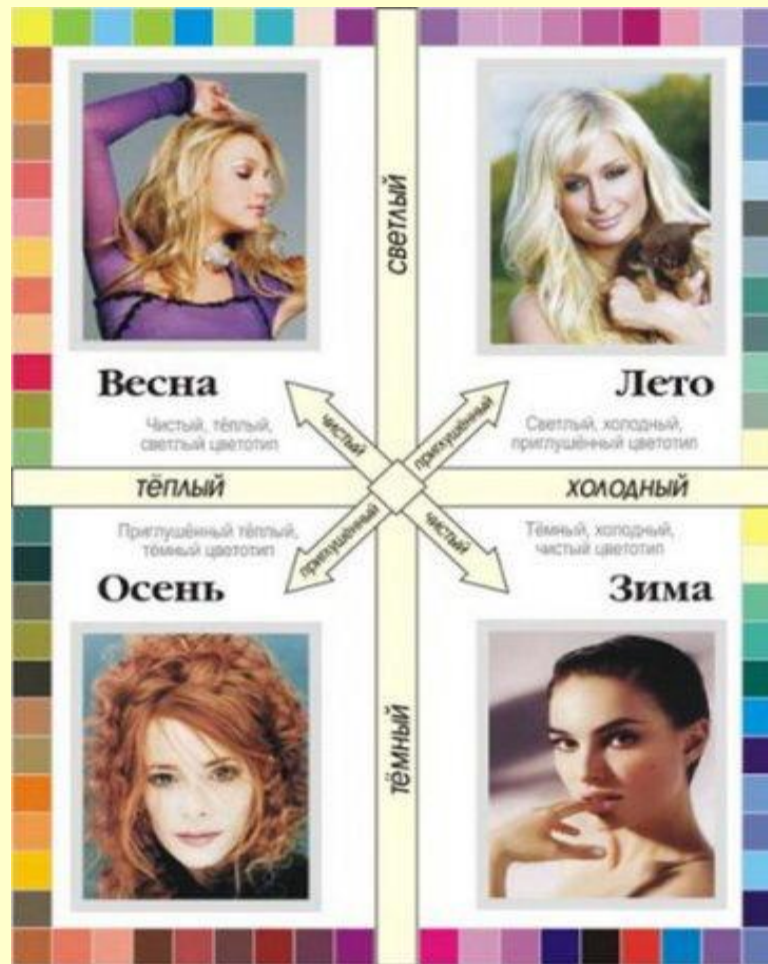 светлый
Весна
Лето
Чистый, тёплый,
светлый цветотип
Светлый, холодный,
приглушённый цветотип
чистый
приглушённый
тёплый
холодный
приглушённый
чистый
Приглушённый тёплый,
тёмный цветотип
Тёмный, холодный,
чистый цветотип
Осень
Зима
тёмный